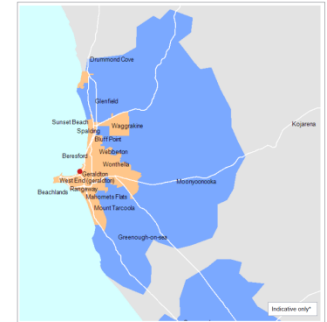 Drummond Cove
Glenfield
Sunset Beach
Waggrakine
Kojarena
Spalding
Bluff Point
Webberton
Beresford
Wonthella
Geraldton
West End (geraldton)
Moonyoonooka
Rangeway
Beachlands
Mahomets Flats
Mount Tarcoola
Greenough-on-sea
Indicative only*